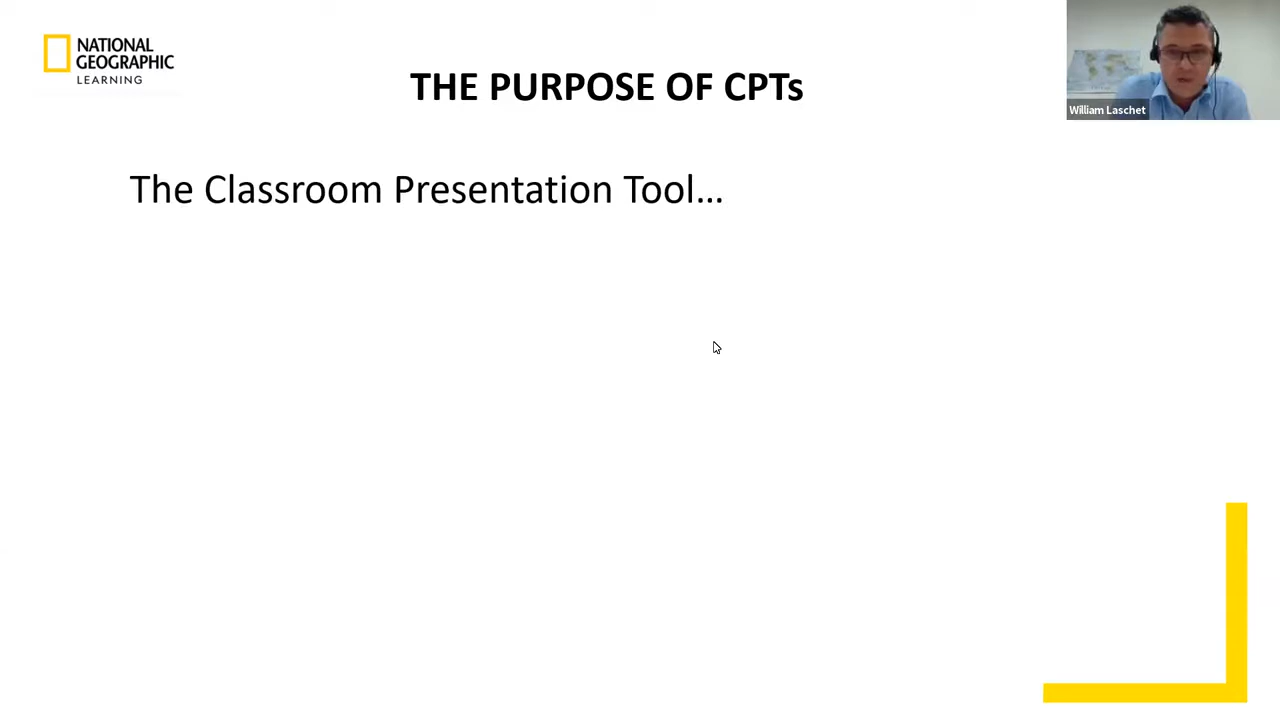 NATIONAL
GEOGRAPHIC
LEARNING
THE PURPOSE OF CPTs
William Laschet
The Classroom Presentation Tool...